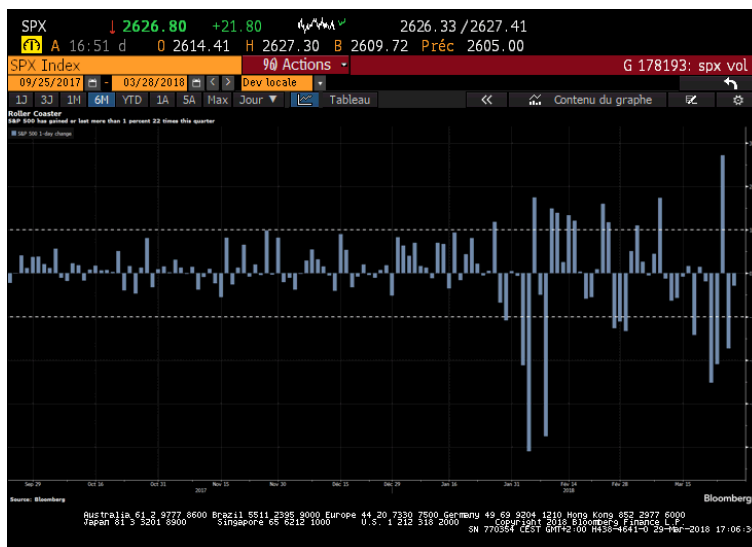 SPX ↓ 2626.80 +21.80 2626.33 /2627.41
A 16:51 d O 2614.41 H 2627.30 B 2609.72 Préc 2605.00
SPX Index 90 Actions G 178193: spx vol
09/25/2017 - 03/28/2018 < > Dev locale
1J 3J 1M 6M YTD 1A 5A Max Jour ▼ Tableau « Contenu du graphe
Roller Coaster
S&P 500 has gained or lost more than 1 percent 22 times this quarter
S&P 500 1-day change
Sep 29 Oct 16 Oct 31 Nov 15 Nov 30 Déc 15 Déc 29 Jan 16 Jan 31 Fév 14 Fév 28 Mar 15
2017 2018
Source: Bloomberg
Bloomberg
Australia 61 2 9777 8600 Brazil 5511 2395 9000 Europe 44 20 7330 7500 Germany 49 69 9204 1210 Hong Kong 852 2977 6000
Japan 81 3 3201 8900 Singapore 65 6212 1000 U.S. 1 212 318 2000 Copyright 2018 Bloomberg Finance L.P.
SN 770354 CEST GMT+2:00 H438-4641-0 29-Mar-2018 17:06:3